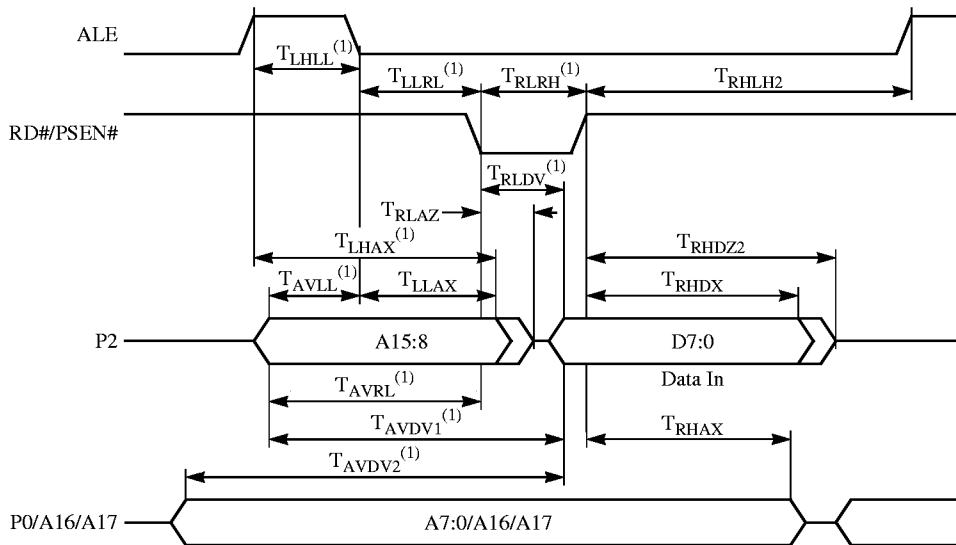 ALE
T_LHLL(1)
T_LLRL(1) T_RLRH(1) T_RHLH2
RD#/PSEN#
T_RLDV(1)
T_RLAZ
T_LHAX(1) T_RHDZ2
T_AVLL(1) T_LLAX T_RHDX
P2 A15:8 D7:0
Data In
T_AVRL(1)
T_AVDV1(1) T_RHAX
T_AVDV2(1)
P0/A16/A17 A7:0/A16/A17